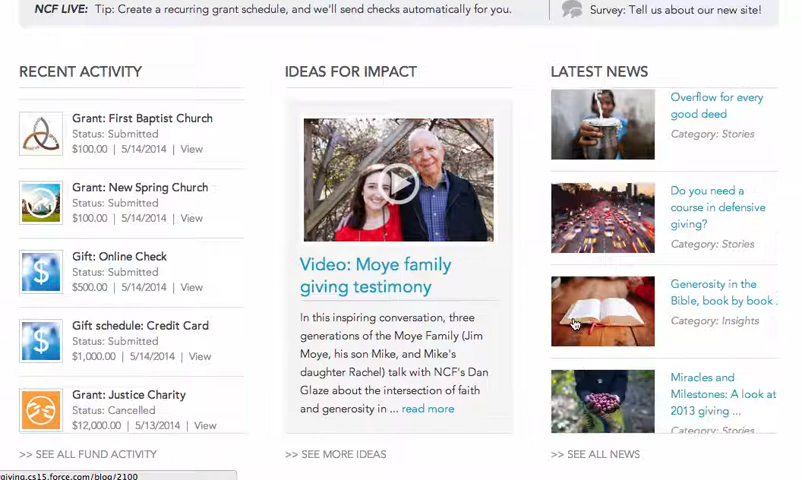 NCF LIVE: Tip: Create a recurring grant schedule, and we'll send checks automatically for you.
Survey: Tell us about our new site!
RECENT ACTIVITY
Grant: First Baptist Church
Status: Submitted
$100.00 | 5/14/2014 | View
Grant: New Spring Church
Status: Submitted
$100.00 | 5/14/2014 | View
Gift: Online Check
Status: Submitted
$500.00 | 5/14/2014 | View
Gift schedule: Credit Card
Status: Submitted
$1,000.00 | 5/14/2014 | View
Grant: Justice Charity
Status: Cancelled
$12,000.00 | 5/13/2014 | View
>> SEE ALL FUND ACTIVITY
IDEAS FOR IMPACT
Video: Moye family
giving testimony
In this inspiring conversation, three
generations of the Moye Family (Jim
Moye, his son Mike, and Mike's
daughter Rachel) talk with NCF's Dan
Glaze about the intersection of faith
and generosity in ... read more
>> SEE MORE IDEAS
LATEST NEWS
Overflow for every
good deed
Category: Stories
Do you need a
course in defensive
giving?
Category: Stories
Generosity in the
Bible, book by book
Category: Insights
Miracles and
Milestones: A look at
2013 giving ...
Category: Stories
>> SEE ALL NEWS
giving.cs15.force.com/blog/2100